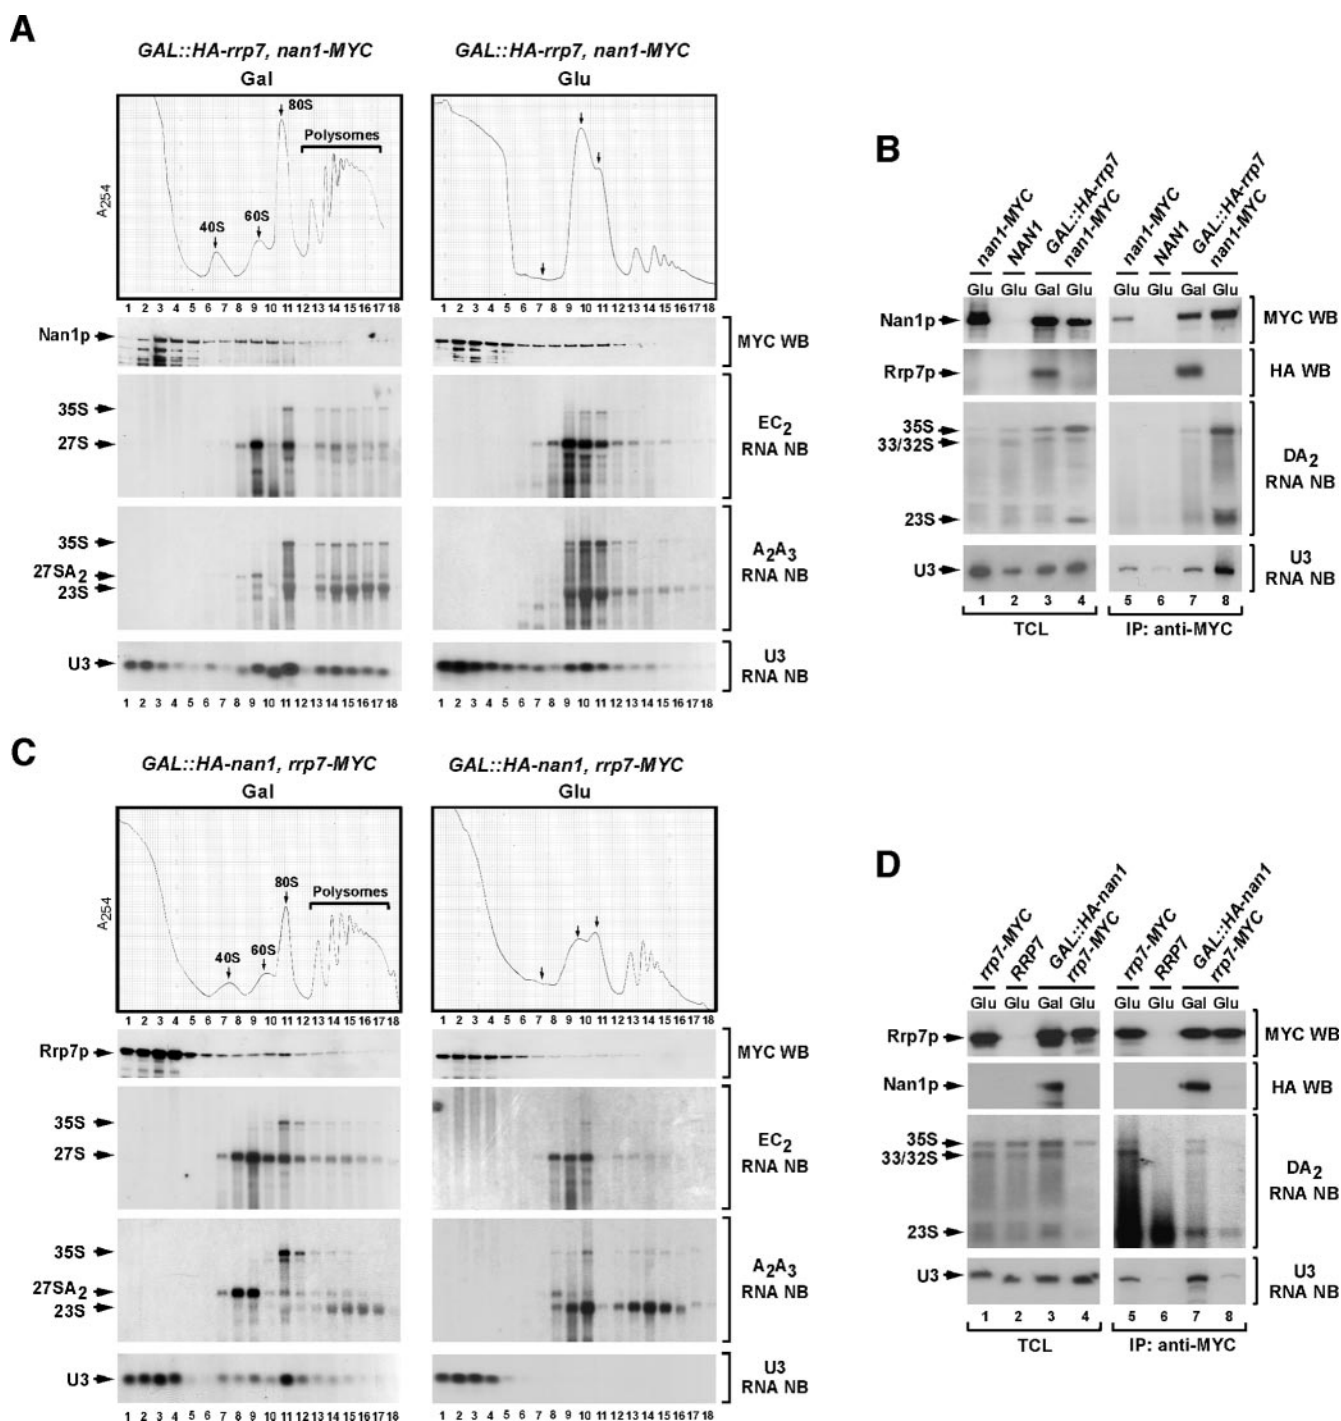 A
GAL::HA-rrp7, nan1-MYC
Gal
GAL::HA-rrp7, nan1-MYC
Glu
A254
40S
60S
80S
Polysomes
1 2 3 4 5 6 7 8 9 10 11 12 13 14 15 16 17 18
1 2 3 4 5 6 7 8 9 10 11 12 13 14 15 16 17 18
Nan1p
MYC WB
35S
27S
EC2
RNA NB
35S
27SA2
23S
A2A3
RNA NB
U3
U3
RNA NB
1 2 3 4 5 6 7 8 9 10 11 12 13 14 15 16 17 18
1 2 3 4 5 6 7 8 9 10 11 12 13 14 15 16 17 18
B
nan1-MYC
NAN1
GAL::HA-rrp7
nan1-MYC
nan1-MYC
NAN1
GAL::HA-rrp7
nan1-MYC
Glu Glu Gal Glu
Glu Glu Gal Glu
Nan1p
MYC WB
Rrp7p
HA WB
35S
33/32S
23S
DA2
RNA NB
U3
U3
RNA NB
1 2 3 4
5 6 7 8
TCL
IP: anti-MYC
C
GAL::HA-nan1, rrp7-MYC
Gal
GAL::HA-nan1, rrp7-MYC
Glu
A254
40S
60S
80S
Polysomes
1 2 3 4 5 6 7 8 9 10 11 12 13 14 15 16 17 18
1 2 3 4 5 6 7 8 9 10 11 12 13 14 15 16 17 18
Rrp7p
MYC WB
35S
27S
EC2
RNA NB
35S
27SA2
23S
A2A3
RNA NB
U3
U3
RNA NB
1 2 3 4 5 6 7 8 9 10 11 12 13 14 15 16 17 18
1 2 3 4 5 6 7 8 9 10 11 12 13 14 15 16 17 18
D
rrp7-MYC
RRP7
GAL::HA-nan1
rrp7-MYC
rrp7-MYC
RRP7
GAL::HA-nan1
rrp7-MYC
Glu Glu Gal Glu
Glu Glu Gal Glu
Rrp7p
MYC WB
Nan1p
HA WB
35S
33/32S
23S
DA2
RNA NB
U3
U3
RNA NB
1 2 3 4
5 6 7 8
TCL
IP: anti-MYC